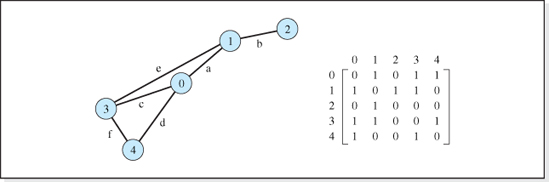 2
1
b
e
a
0
3
c
d
f
4
0 1 2 3 4
0 0 1 0 1 1
1 1 0 1 1 0
2 0 1 0 0 0
3 1 1 0 0 1
4 1 0 0 1 0